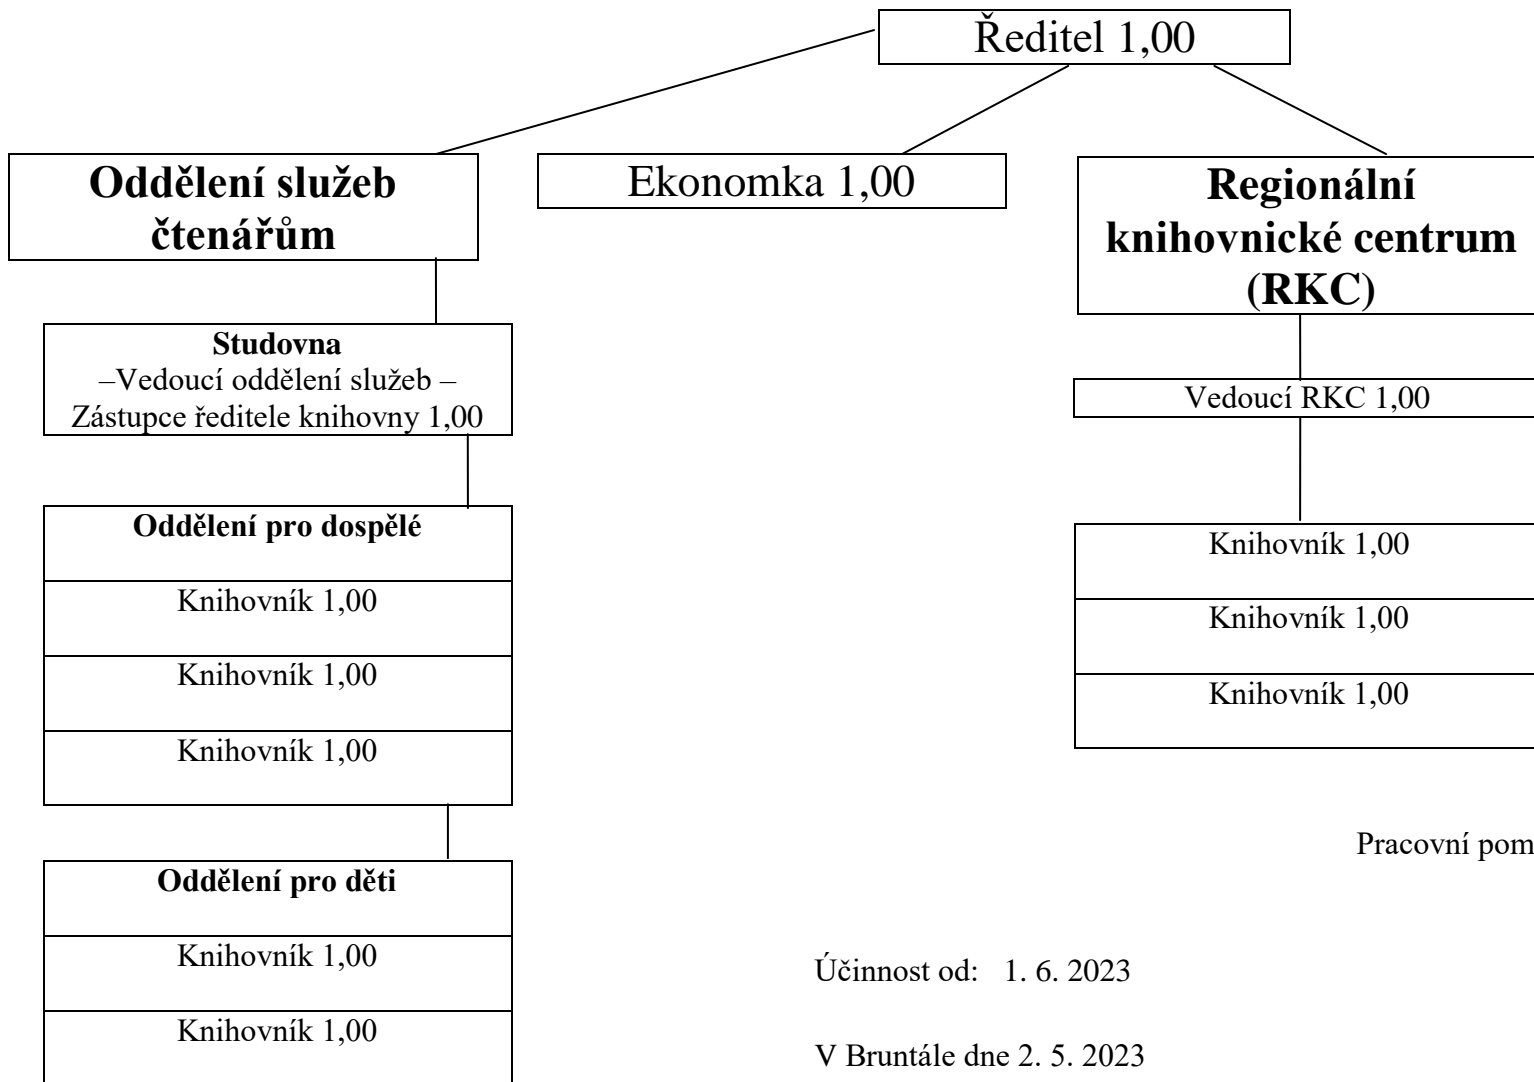 Ředitel 1,00
Oddělení služeb
čtenářům
Ekonomka 1,00
Regionální
knihovnické centrum
(RKC)
Studovna
–Vedoucí oddělení služeb –
Zástupce ředitele knihovny 1,00
Vedoucí RKC 1,00
Oddělení pro dospělé
Knihovník 1,00
Knihovník 1,00
Knihovník 1,00
Knihovník 1,00
Knihovník 1,00
Knihovník 1,00
Pracovní pom
Oddělení pro děti
Knihovník 1,00
Knihovník 1,00
Účinnost od: 1. 6. 2023
V Bruntále dne 2. 5. 2023